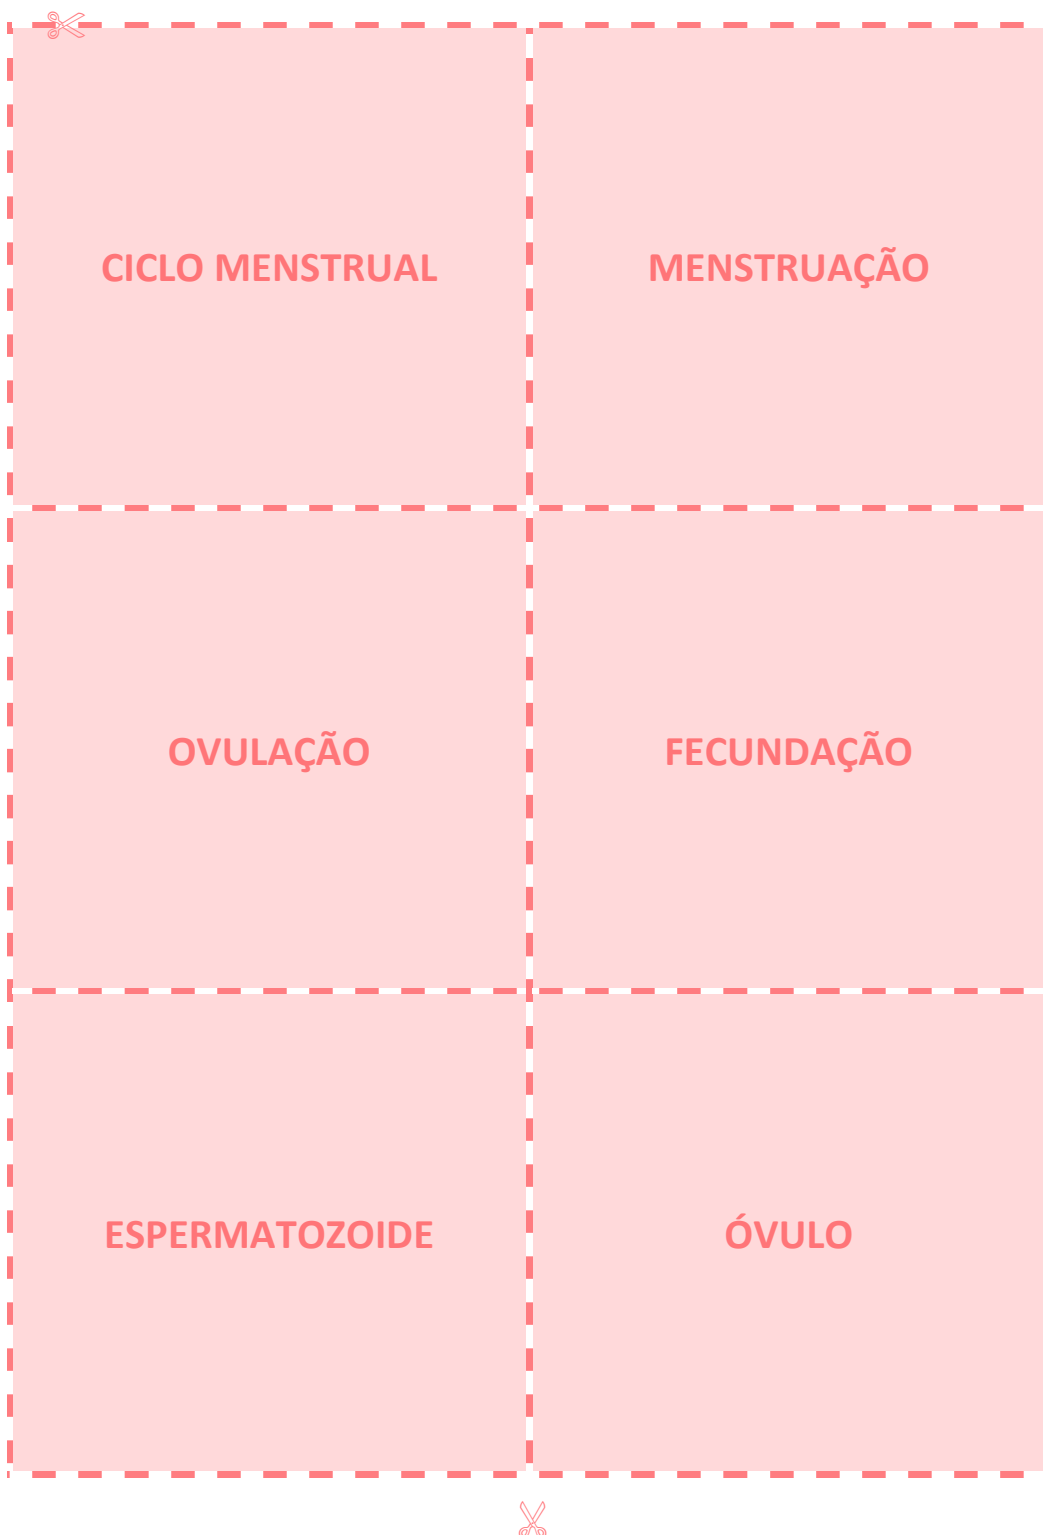 CICLO MENSTRUAL
MENSTRUAÇÃO
OVULAÇÃO
FECUNDAÇÃO
ESPERMATOZOIDE
ÓVULO